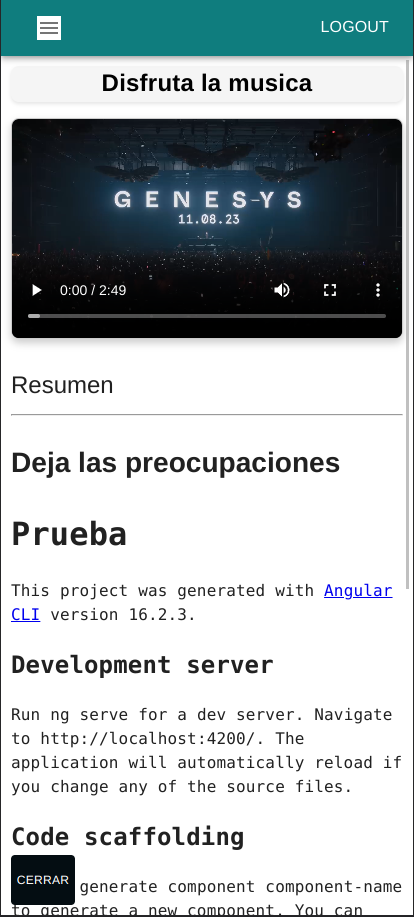 LOGOUT
Disfruta la musica
GENESYS
11.08.23
0:00 / 2:49
Resumen
Deja las preocupaciones
Prueba
This project was generated with Angular
CLI version 16.2.3.
Development server
Run ng serve for a dev server. Navigate
to http://localhost:4200/. The
application will automatically reload if
you change any of the source files.
Code scaffolding
CERRAR
generate component component-name
to generate a new component. You can